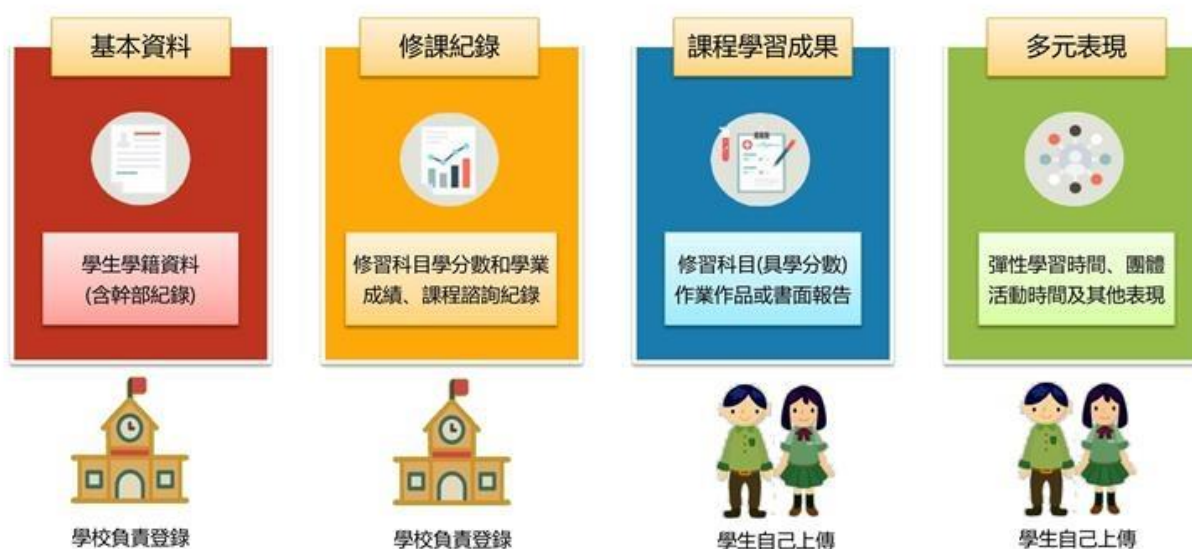 基本資料
學生學籍資料
(含幹部紀錄)
學校負責登錄
修課紀錄
修習科目學分數和學業
成績、課程諮詢紀錄
學校負責登錄
課程學習成果
修習科目(具學分數)
作業作品或書面報告
學生自己上傳
多元表現
彈性學習時間、團體
活動時間及其他表現
學生自己上傳